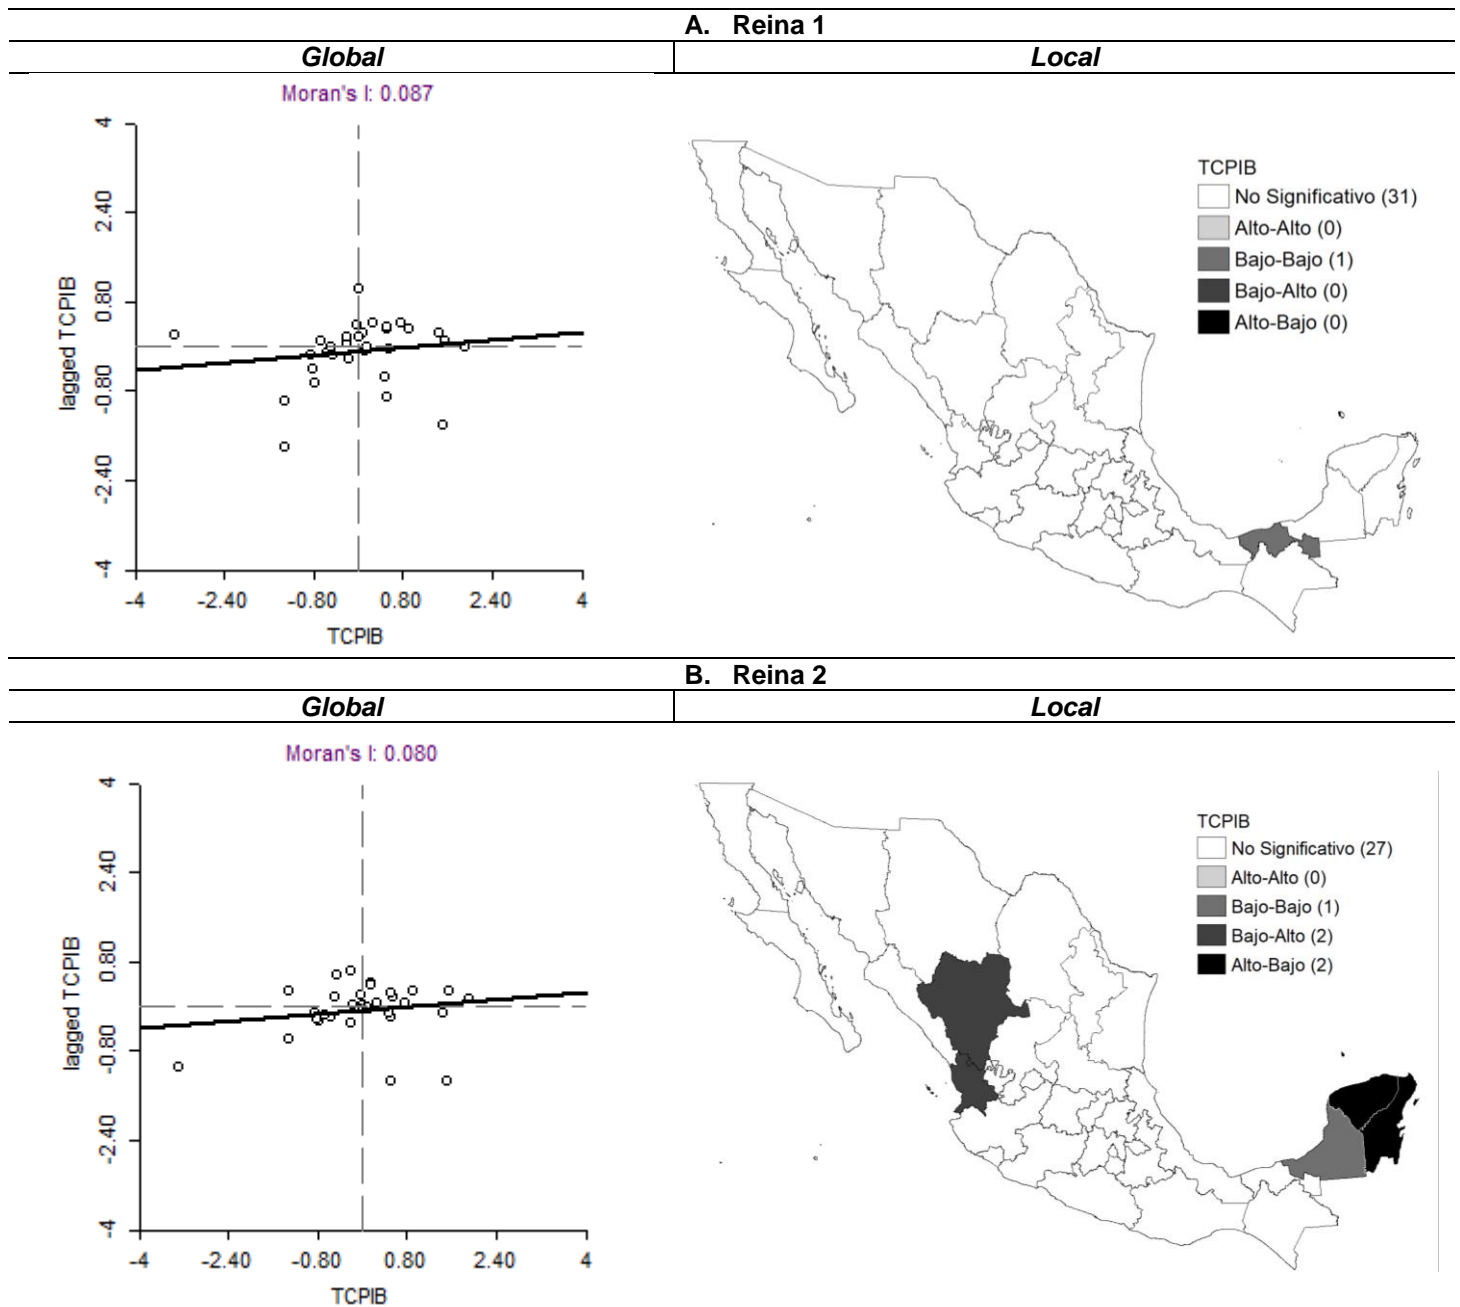 A. Reina 1
Global
Local
Moran's I: 0.087
4
2.40
0.80
-0.80
-2.40
-4
lagged TCPIB
-4 -2.40 -0.80 0.80 2.40 4
TCPIB
TCPIB
No Significativo (31)
Alto-Alto (0)
Bajo-Bajo (1)
Bajo-Alto (0)
Alto-Bajo (0)
B. Reina 2
Global
Local
Moran's I: 0.080
4
2.40
0.80
-0.80
-2.40
-4
lagged TCPIB
-4 -2.40 -0.80 0.80 2.40 4
TCPIB
TCPIB
No Significativo (27)
Alto-Alto (0)
Bajo-Bajo (1)
Bajo-Alto (2)
Alto-Bajo (2)